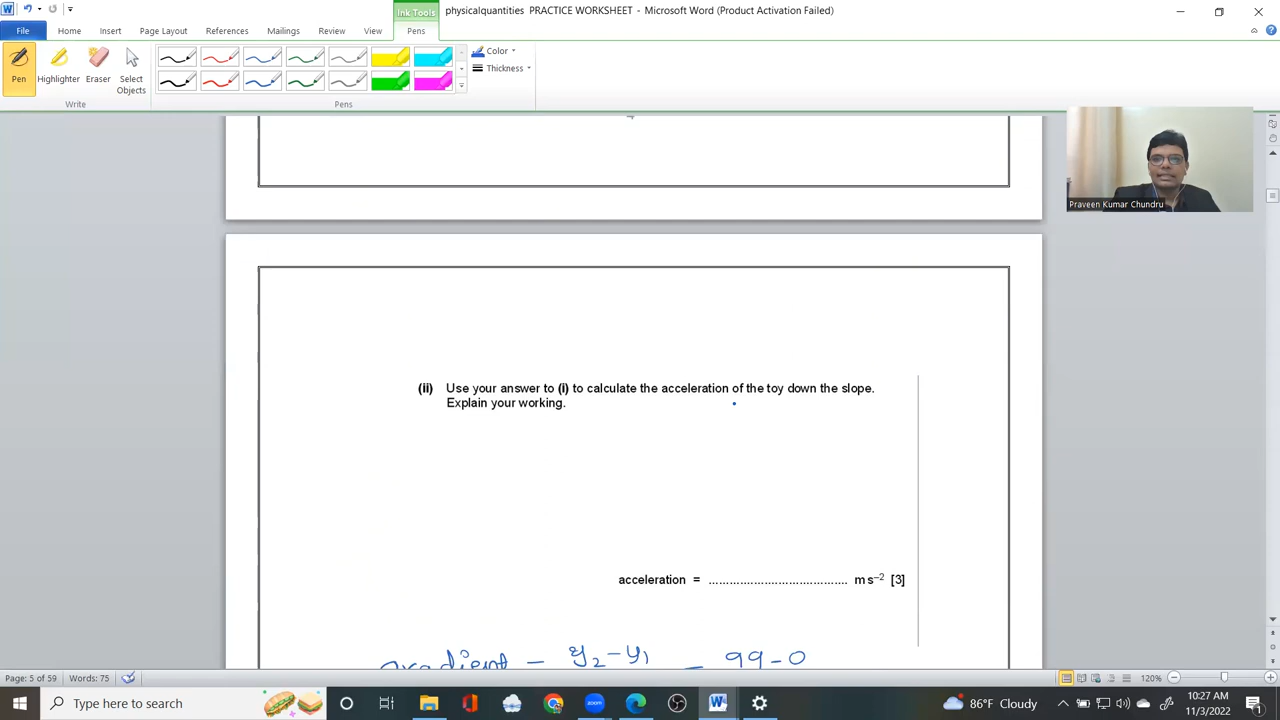 Ink Tools
physicalquantities PRACTICE WORKSHEET - Microsoft Word (Product Activation Failed)
File Home Insert Page Layout References Mailings Review View Pens
Pen Highlighter Eraser Select Objects
Color
Thickness
Write Pens
Praveen Kumar Chundru
(ii) Use your answer to (i) to calculate the acceleration of the toy down the slope.
Explain your working.
acceleration = ........................................ m s–2 [3]
gradient = y2 – y1 = 99 – 0
Page: 5 of 59 Words: 75 120%
Type here to search
zoom
86°F Cloudy
10:27 AM
11/3/2022